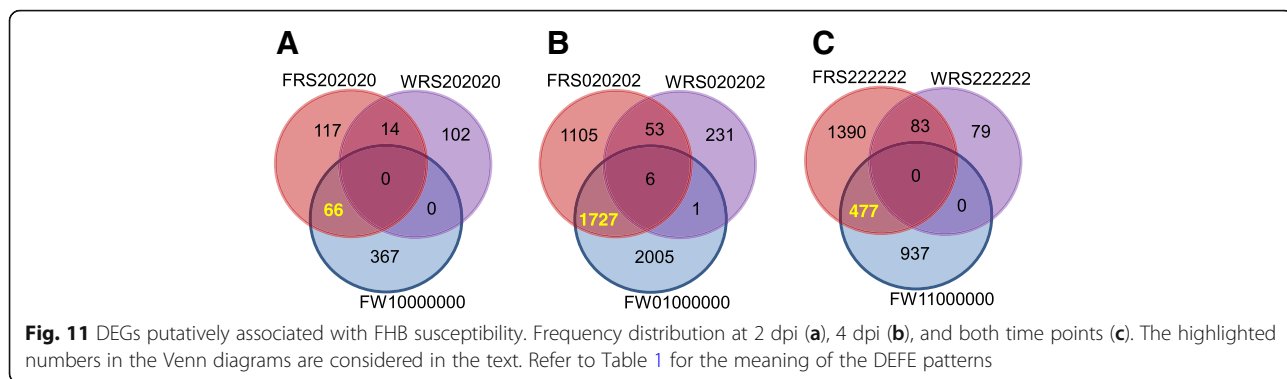 A
B
C
FRS202020 WRS202020
FRS020202 WRS020202
FRS222222 WRS222222
117 14 102
0
66 0
367
FW10000000
1105 53 231
6
1727 1
2005
FW01000000
1390 83 79
0
477 0
937
FW11000000
Fig. 11 DEGs putatively associated with FHB susceptibility. Frequency distribution at 2 dpi (a), 4 dpi (b), and both time points (c). The highlighted
numbers in the Venn diagrams are considered in the text. Refer to Table 1 for the meaning of the DEFE patterns